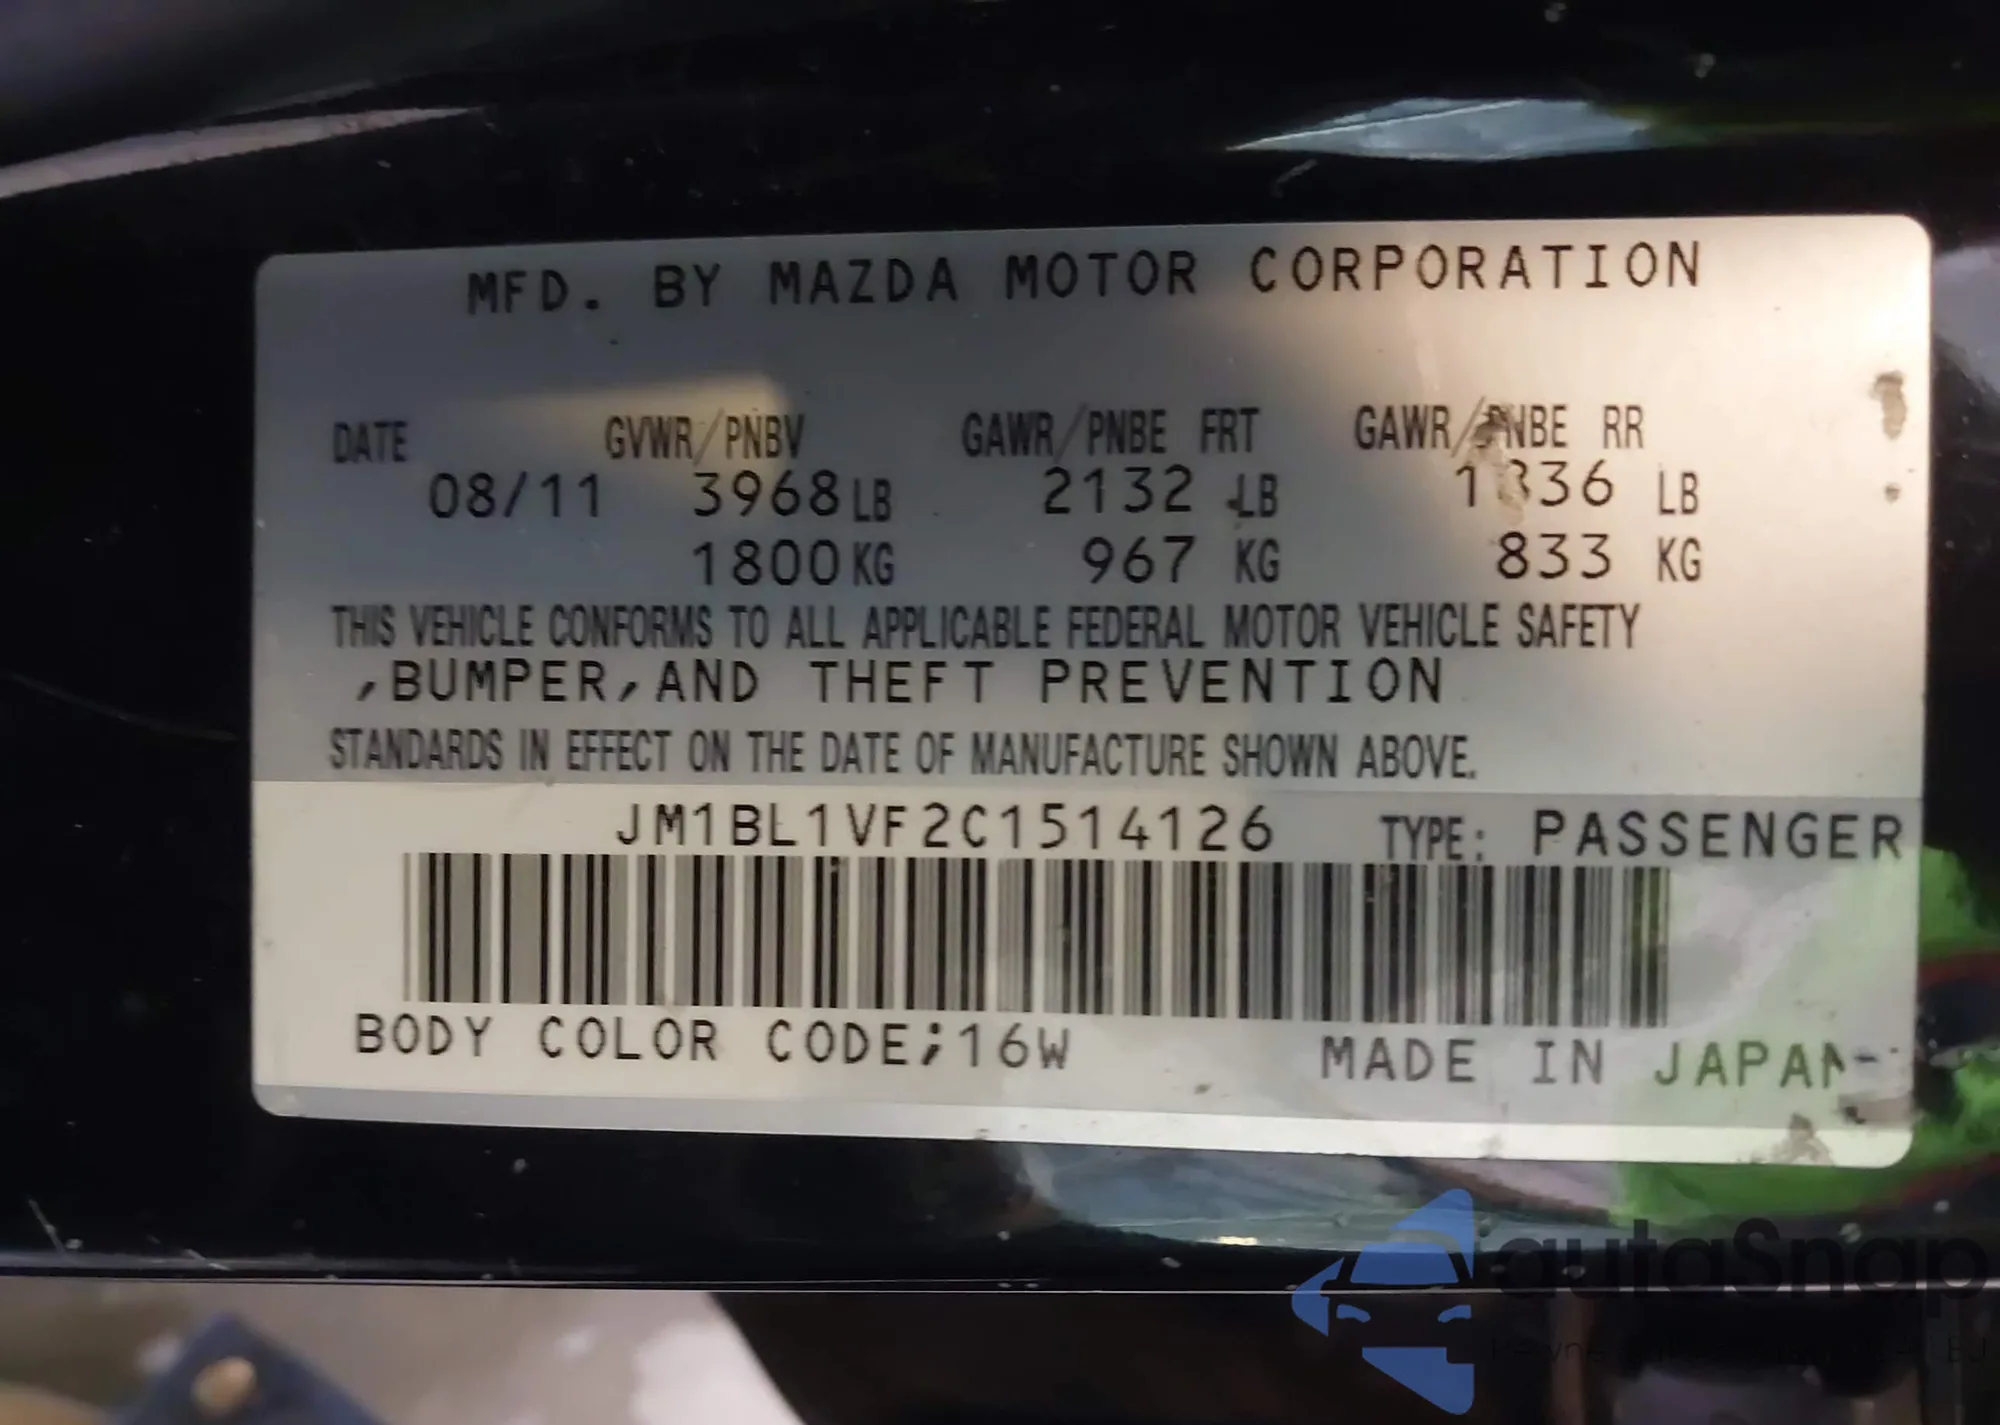 MFD. BY MAZDA MOTOR CORPORATION
DATE GVWR/PNBV GAWR/PNBE FRT GAWR/PNBE RR
08/11 3968 LB 2132 LB 1836 LB
1800 KG 967 KG 833 KG
THIS VEHICLE CONFORMS TO ALL APPLICABLE FEDERAL MOTOR VEHICLE SAFETY
,BUMPER,AND THEFT PREVENTION
STANDARDS IN EFFECT ON THE DATE OF MANUFACTURE SHOWN ABOVE.
JM1BL1VF2C1514126 TYPE: PASSENGER
BODY COLOR CODE;16W MADE IN JAPAN
autaSnap